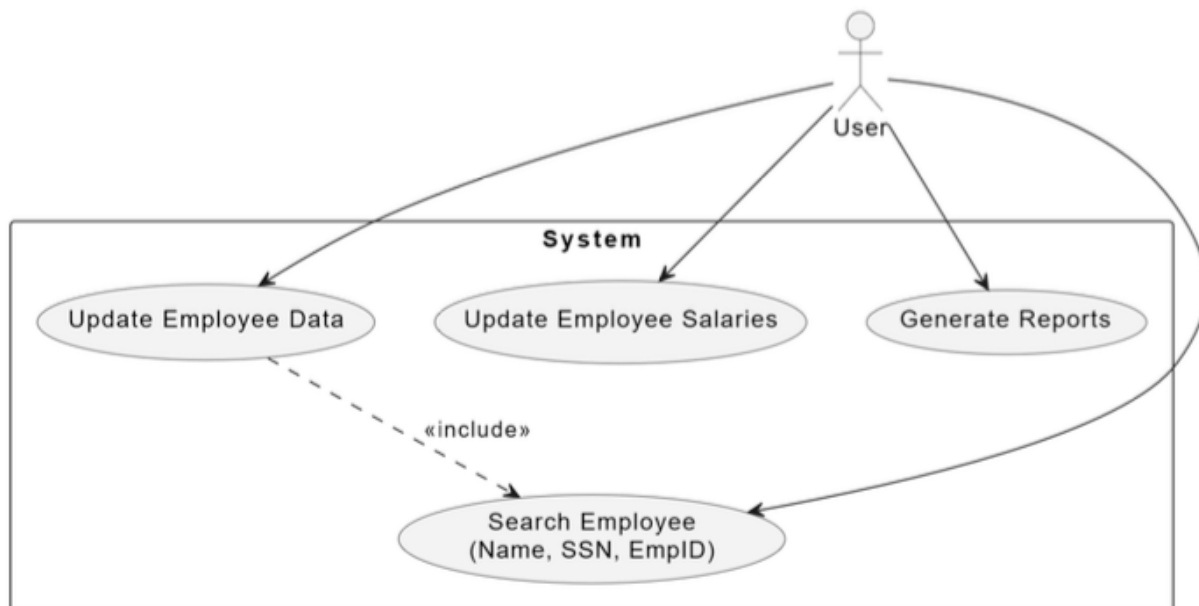 User
System
Update Employee Data
Update Employee Salaries
Generate Reports
«include»
Search Employee
(Name, SSN, EmpID)